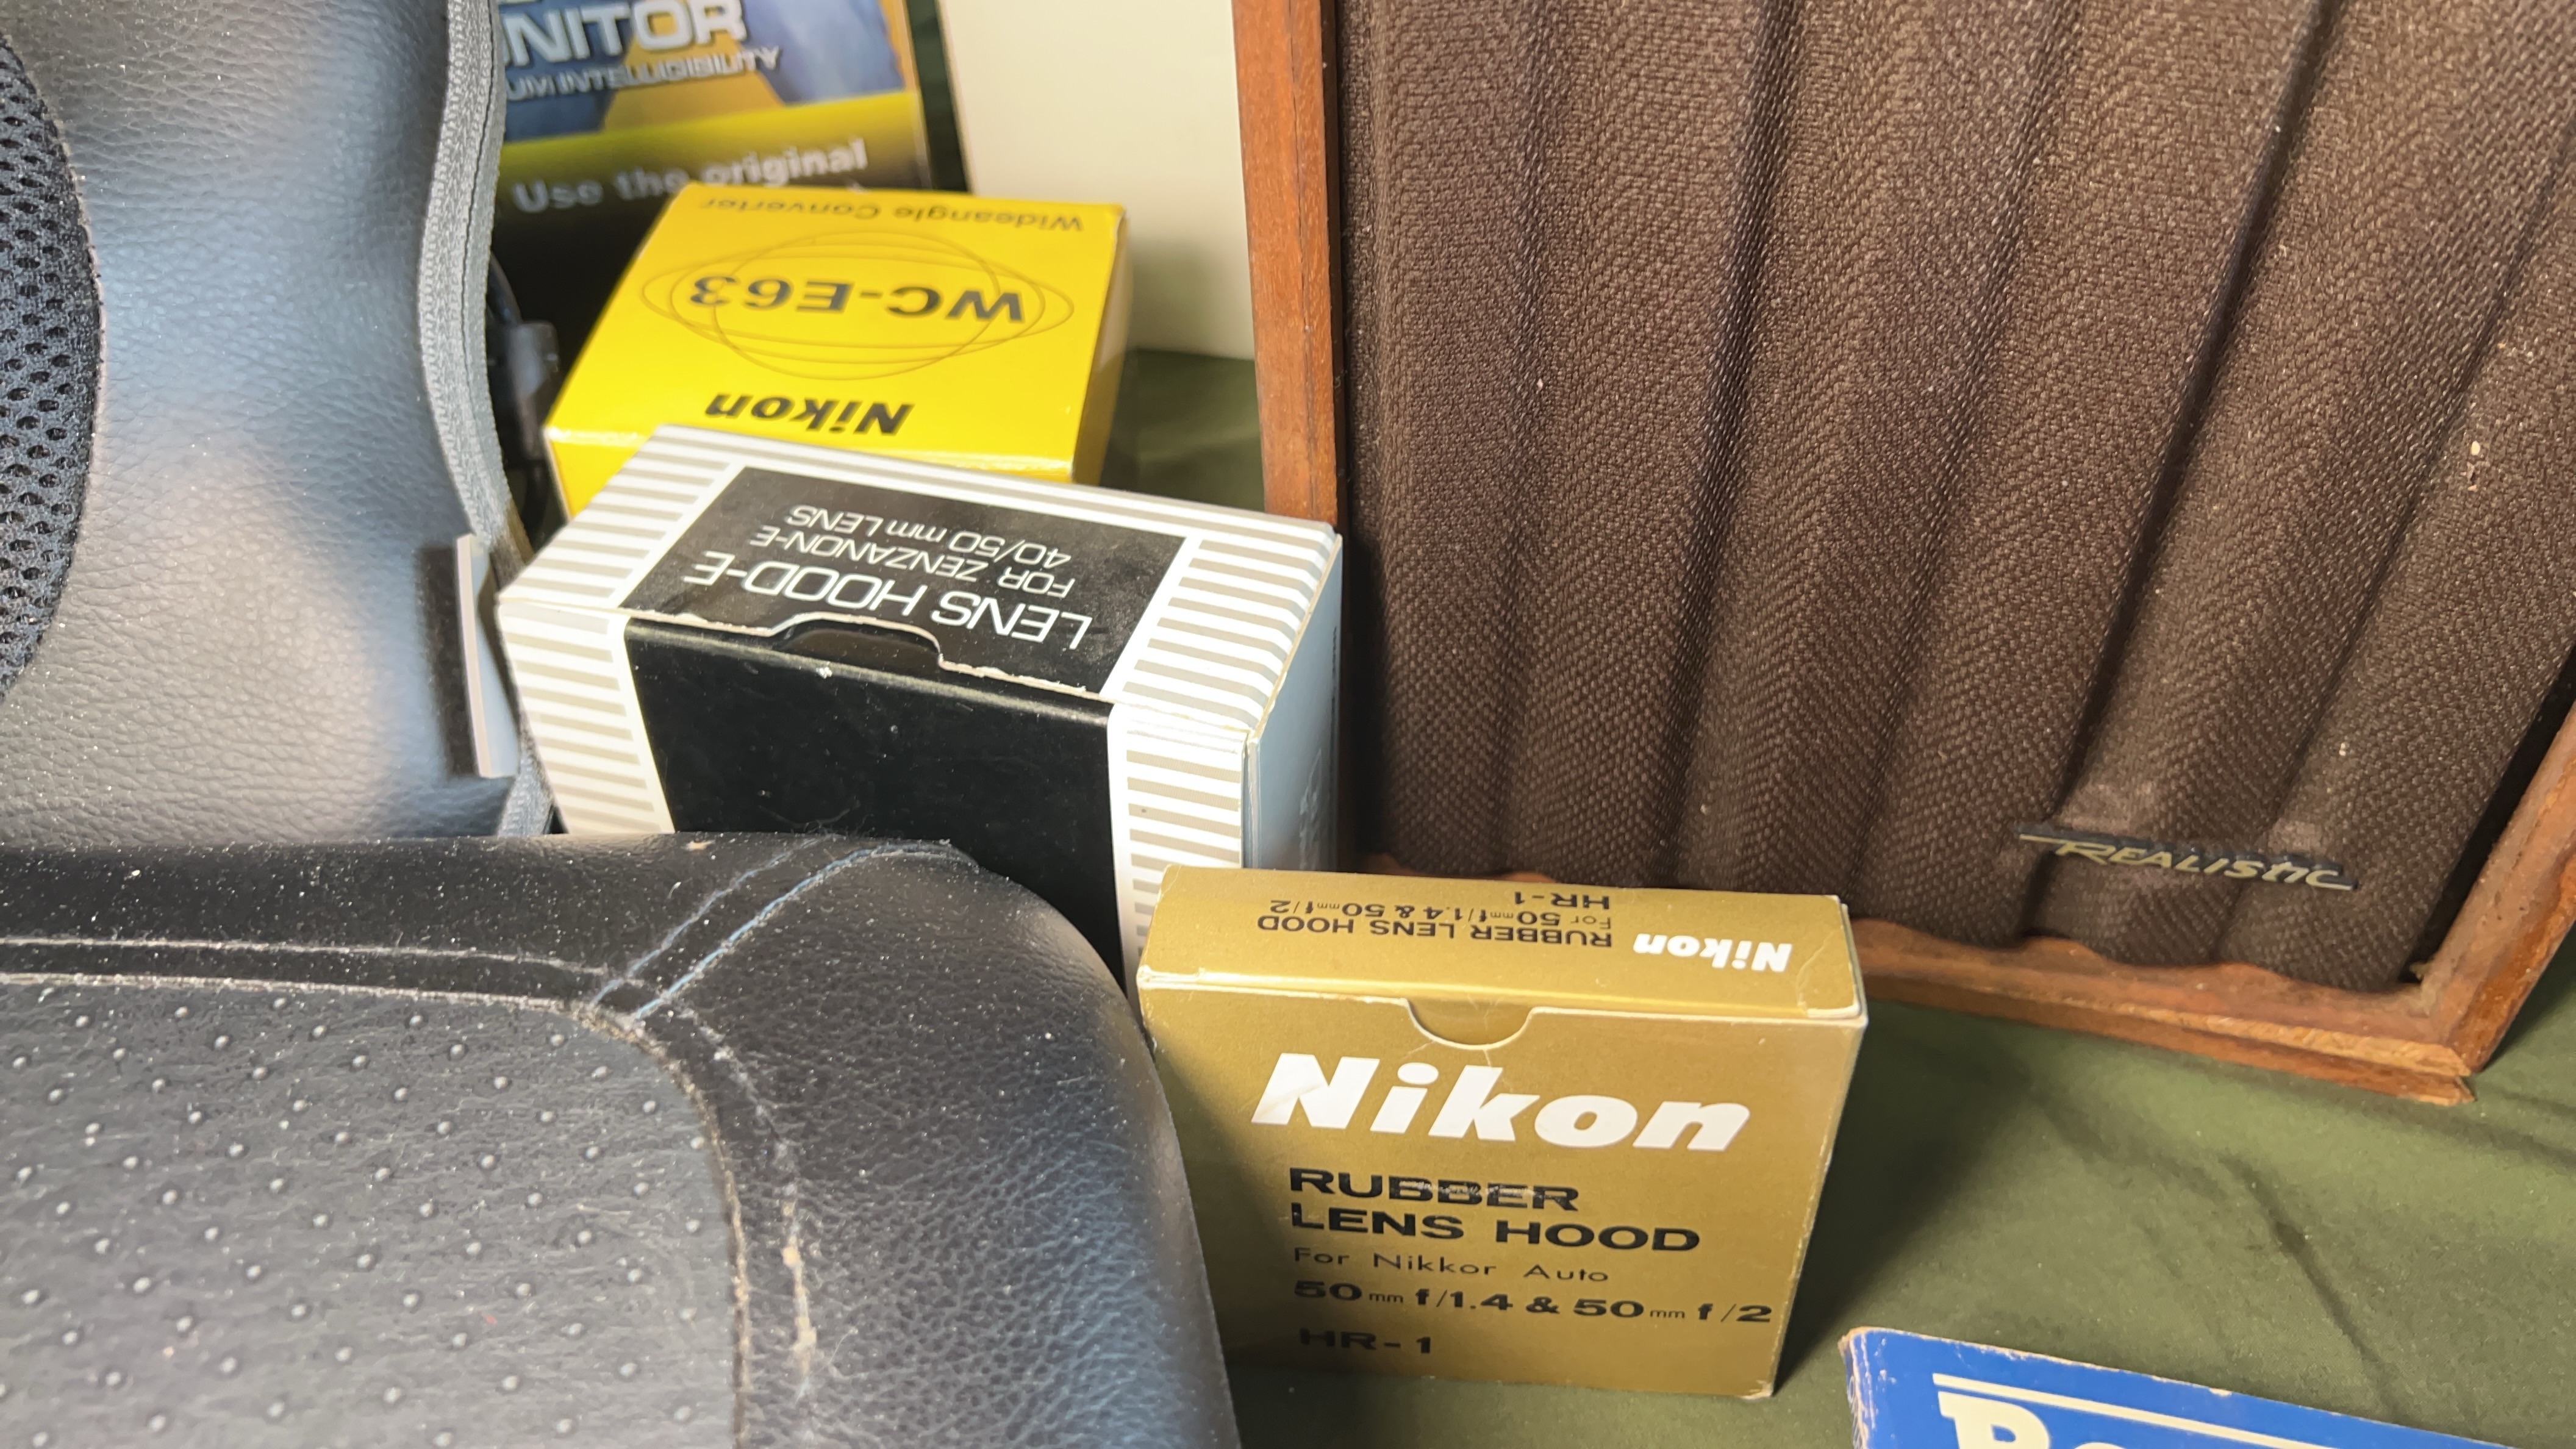 NITOR
UM INTELLIGIBILITY
Use the original
Wideangle Converter
WC-E63
Nikon
LENS HOOD-E
FOR ZENZANON-E
40/50 mm LENS
REALISTIC
Nikon
RUBBER LENS HOOD
For 50mm f/1.4 & 50mm f/2
HR-1
Nikon
RUBBER
LENS HOOD
For Nikkor Auto
50mm f/1.4 & 50mm f/2
HR-1